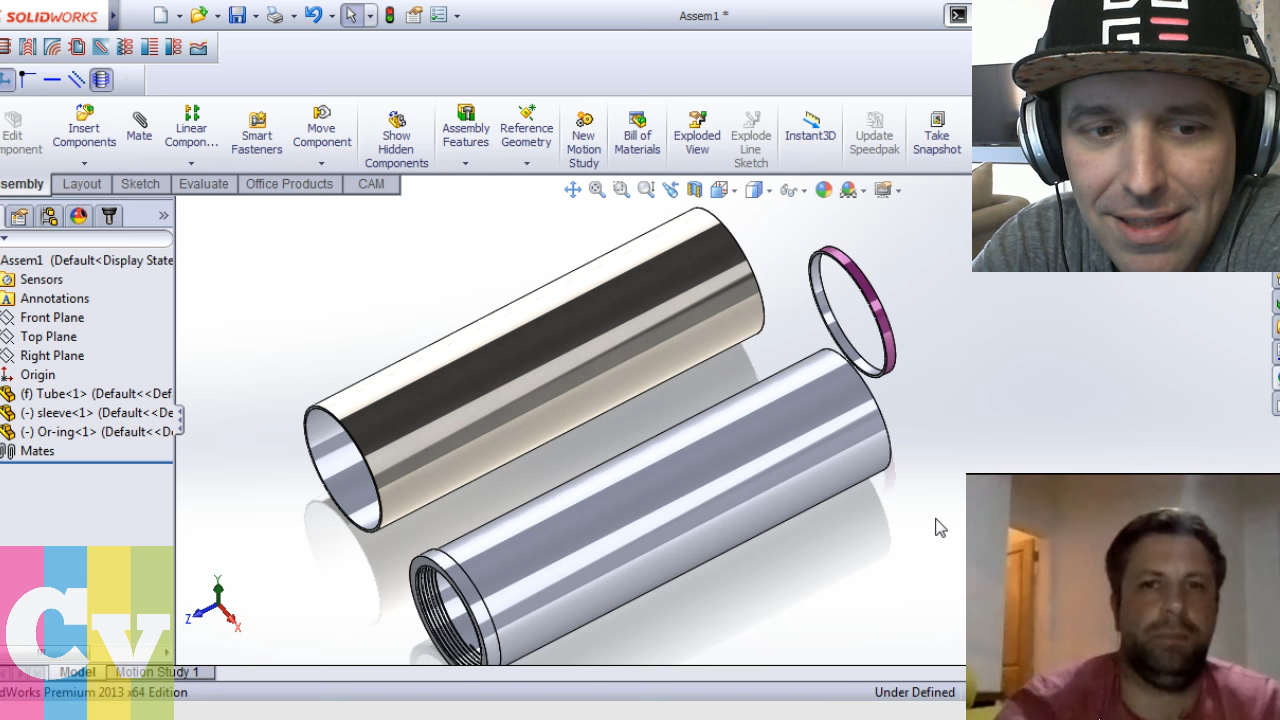 SOLIDWORKS
Assem1 *
Edit
Component
Insert
Components
Mate
Linear
Compon...
Smart
Fasteners
Move
Component
Show
Hidden
Components
Assembly
Features
Reference
Geometry
New
Motion
Study
Bill of
Materials
Exploded
View
Explode
Line
Sketch
Instant3D
Update
Speedpak
Take
Snapshot
sembly
Layout
Sketch
Evaluate
Office Products
CAM
Assem1 (Default<Display State
Sensors
A Annotations
Front Plane
Top Plane
Right Plane
Origin
(f) Tube<1> (Default<<Def
(-) sleeve<1> (Default<<De
(-) Or-ing<1> (Default<<D
Mates
Y
Z
X
Cv
Model
Motion Study 1
dWorks Premium 2013 x64 Edition
Under Defined